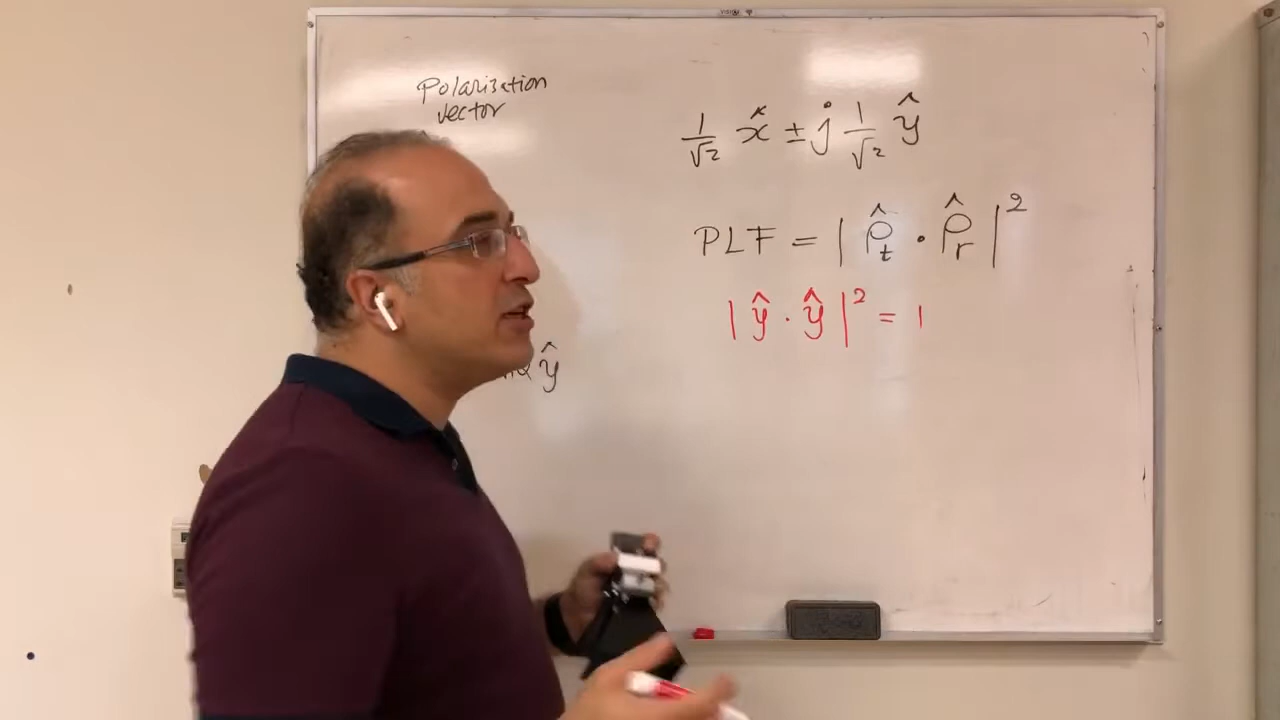 Polarization
vector
1/√2 x̂ ± j 1/√2 ŷ
PLF = | ρ̂t · ρ̂r |²
| ŷ · ŷ |² = 1
ŷ